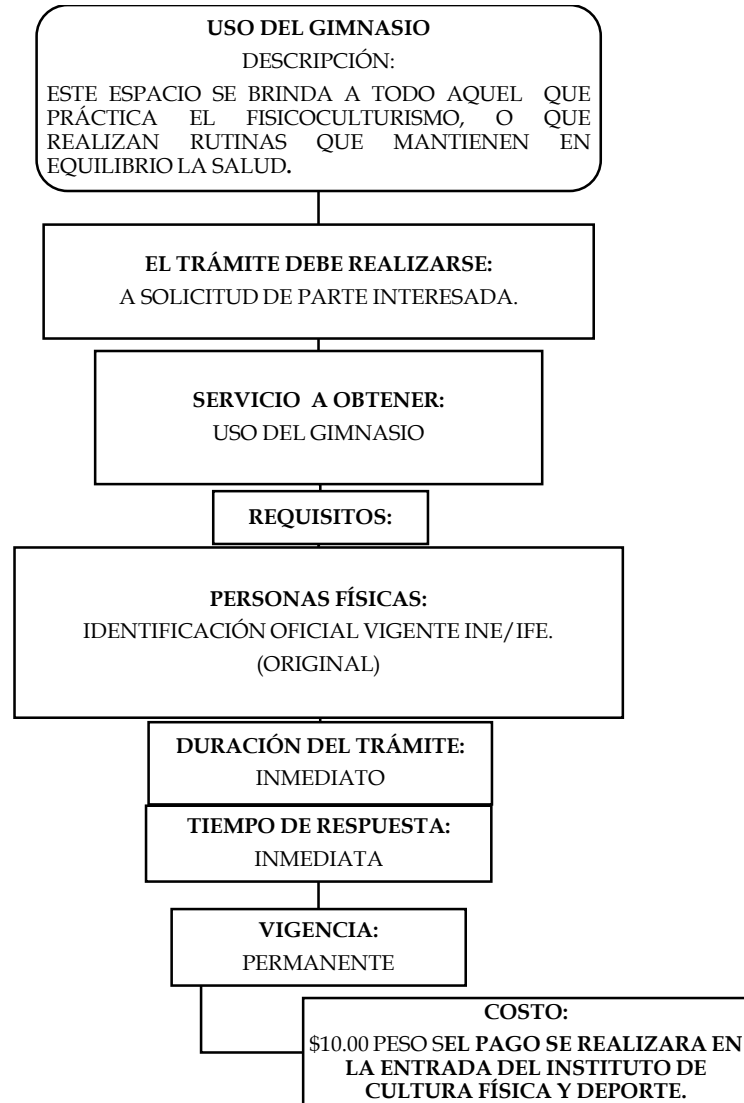 USO DEL GIMNASIO
DESCRIPCIÓN:
ESTE ESPACIO SE BRINDA A TODO AQUEL QUE
PRÁCTICA EL FISICOCULTURISMO, O QUE
REALIZAN RUTINAS QUE MANTIENEN EN
EQUILIBRIO LA SALUD.
EL TRÁMITE DEBE REALIZARSE:
A SOLICITUD DE PARTE INTERESADA.
SERVICIO A OBTENER:
USO DEL GIMNASIO
REQUISITOS:
PERSONAS FÍSICAS:
IDENTIFICACIÓN OFICIAL VIGENTE INE/IFE.
(ORIGINAL)
DURACIÓN DEL TRÁMITE:
INMEDIATO
TIEMPO DE RESPUESTA:
INMEDIATA
VIGENCIA:
PERMANENTE
COSTO:
$10.00 PESO SEL PAGO SE REALIZARA EN
LA ENTRADA DEL INSTITUTO DE
CULTURA FÍSICA Y DEPORTE.